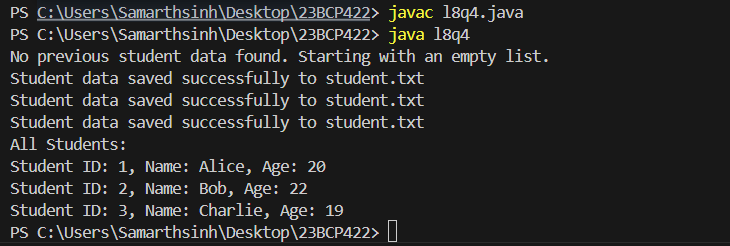 PS C:\Users\Samarthsinh\Desktop\23BCP422> javac l8q4.java
PS C:\Users\Samarthsinh\Desktop\23BCP422> java l8q4
No previous student data found. Starting with an empty list.
Student data saved successfully to student.txt
Student data saved successfully to student.txt
Student data saved successfully to student.txt
All Students:
Student ID: 1, Name: Alice, Age: 20
Student ID: 2, Name: Bob, Age: 22
Student ID: 3, Name: Charlie, Age: 19
PS C:\Users\Samarthsinh\Desktop\23BCP422>